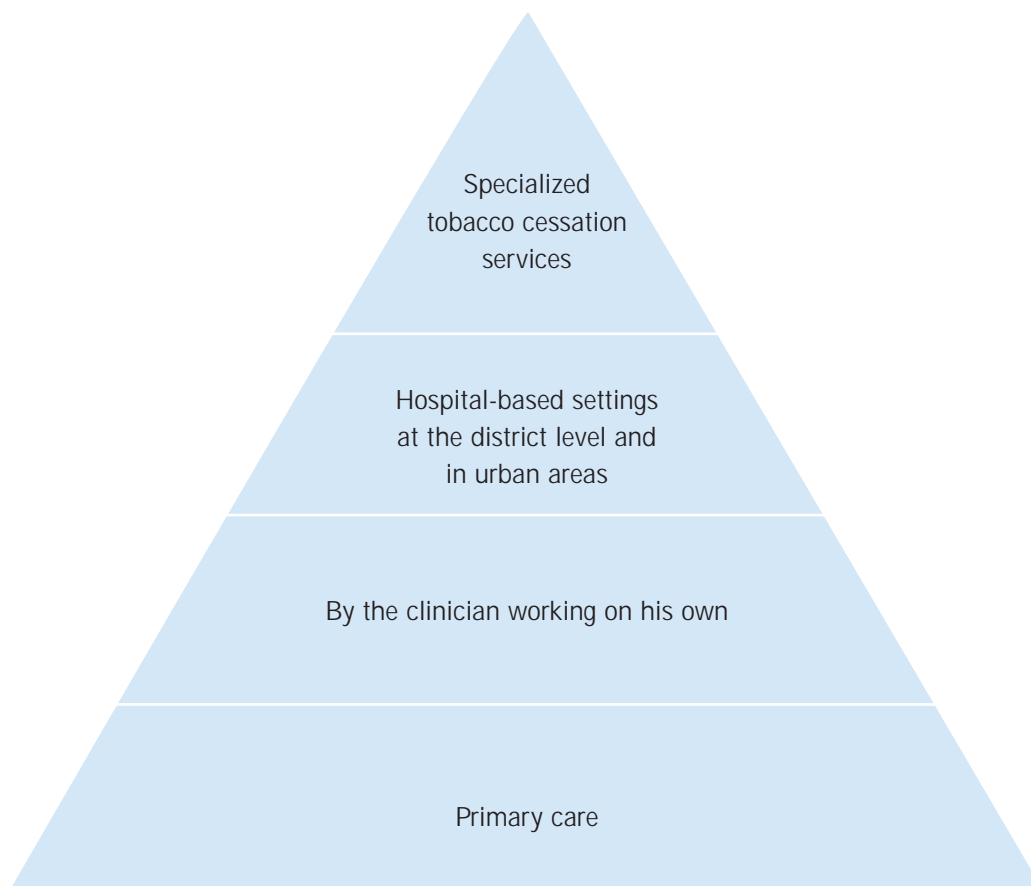 Specialized
tobacco cessation
services
Hospital-based settings
at the district level and
in urban areas
By the clinician working on his own
Primary care